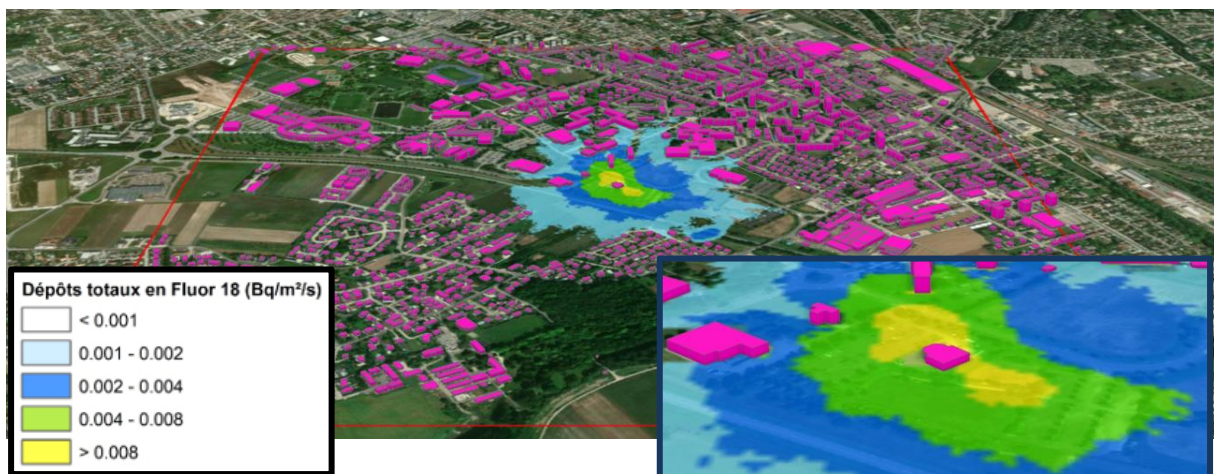 Dépôts totaux en Fluor 18 (Bq/m²/s)
< 0.001
0.001 - 0.002
0.002 - 0.004
0.004 - 0.008
> 0.008